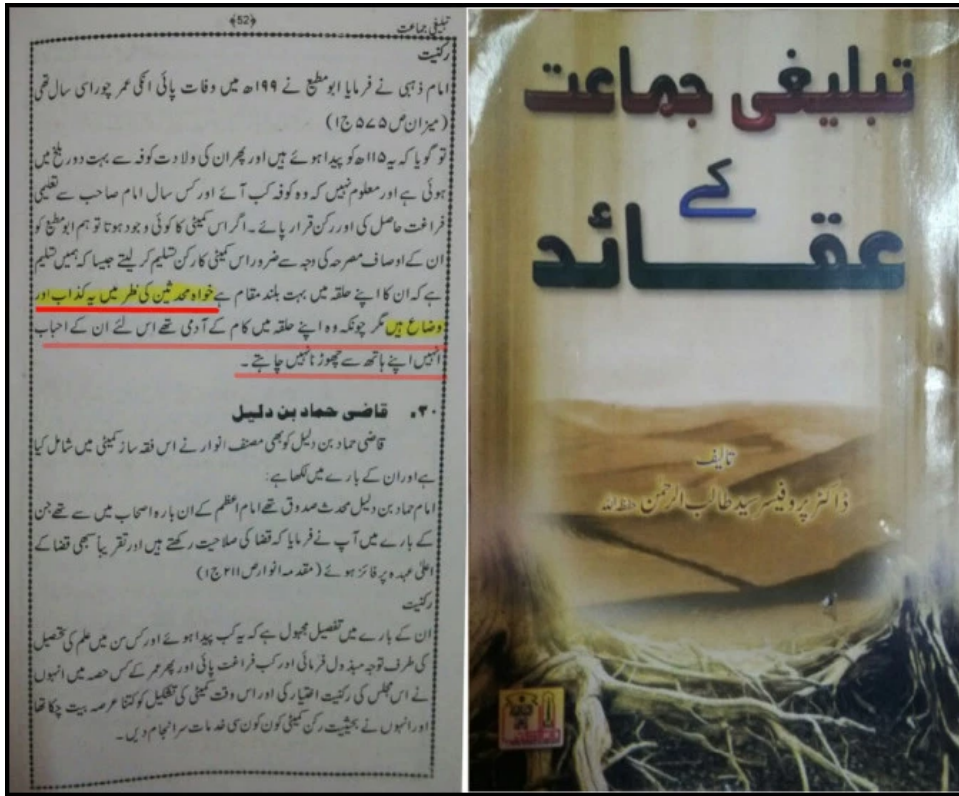 تبلیغی جماعت
﴿52﴾
رکنیت
امام ذہبی نے فرمایا ابو مطیع نے ۱۹۹ھ میں وفات پائی انکی عمر چوراسی سال تھی
(میزان ص ۵۷۵ ج ۱)
تو گویا کہ یہ ۱۱۵ھ کو پیدا ہوئے ہیں اور پھر ان کی ولادت کوفہ سے بہت دور بلخ میں
ہوئی ہے اور معلوم نہیں کہ وہ کوفہ کب آئے اور کس سال امام صاحب سے تعلیمی
فراغت حاصل کی اور رکن قرار پائے۔ اگر اس کمیٹی کا کوئی وجود ہوتا تو ہم ابو مطیع کو
ان کے اوصاف مصرحہ کی وجہ سے ضرور اس کمیٹی کا رکن تسلیم کر لیتے جیسا کہ ہمیں تسلیم
ہے کہ ان کا اپنے حلقہ میں بہت بلند مقام ہے خواہ محدثین کی نظر میں یہ کذاب اور
وضاع ہیں مگر چونکہ وہ اپنے حلقہ میں کام کے آدمی تھے اس لئے ان کے احباب
انہیں اپنے ہاتھ سے چھوڑنا نہیں چاہتے۔
۳۰۔ قاضی حماد بن دلیل
قاضی حماد بن دلیل کو بھی مصنف انوار نے اس فقہ ساز کمیٹی میں شامل کیا
ہے اور ان کے بارے میں لکھا ہے:
امام حماد بن دلیل محدث صدوق تھے امام اعظم کے ان بارہ اصحاب میں سے تھے جن
کے بارے میں آپ نے فرمایا کہ قضا کی صلاحیت رکھتے ہیں اور تقریباً سبھی قضا کے
اعلیٰ عہدہ پر فائز ہوئے (مقدمہ انوار ص ۲۱۱ ج ۱)
رکنیت
ان کے بارے میں تفصیل مجہول ہے کہ یہ کب پیدا ہوئے اور کس سن میں علم کی تحصیل
کی طرف توجہ مبذول فرمائی اور کب فراغت پائی اور پھر عمر کے کس حصہ میں انہوں
نے اس مجلس کی رکنیت اختیار کی اور اس وقت کمیٹی کی تشکیل کو کتنا عرصہ بیت چکا تھا
اور انہوں نے بحیثیت رکن کمیٹی کون کون سی خدمات سرانجام دیں۔
تبلیغی جماعت
کے
عقائد
تالیف
ڈاکٹر پروفیسر سید طالب الرحمٰن حفظہ اللہ